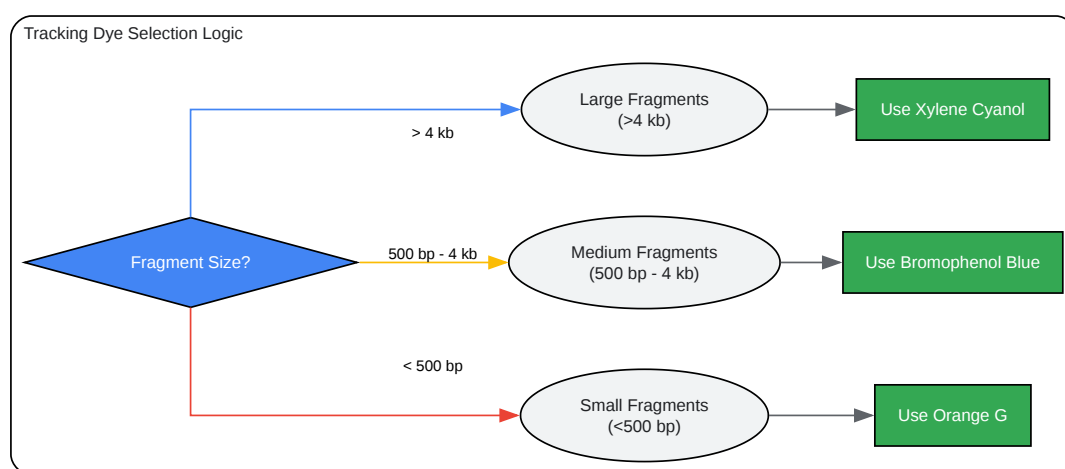 Tracking Dye Selection Logic
Large Fragments
(>4 kb)
Use Xylene Cyanol
> 4 kb
Fragment Size?
500 bp - 4 kb
Medium Fragments
(500 bp - 4 kb)
Use Bromophenol Blue
< 500 bp
Small Fragments
(<500 bp)
Use Orange G